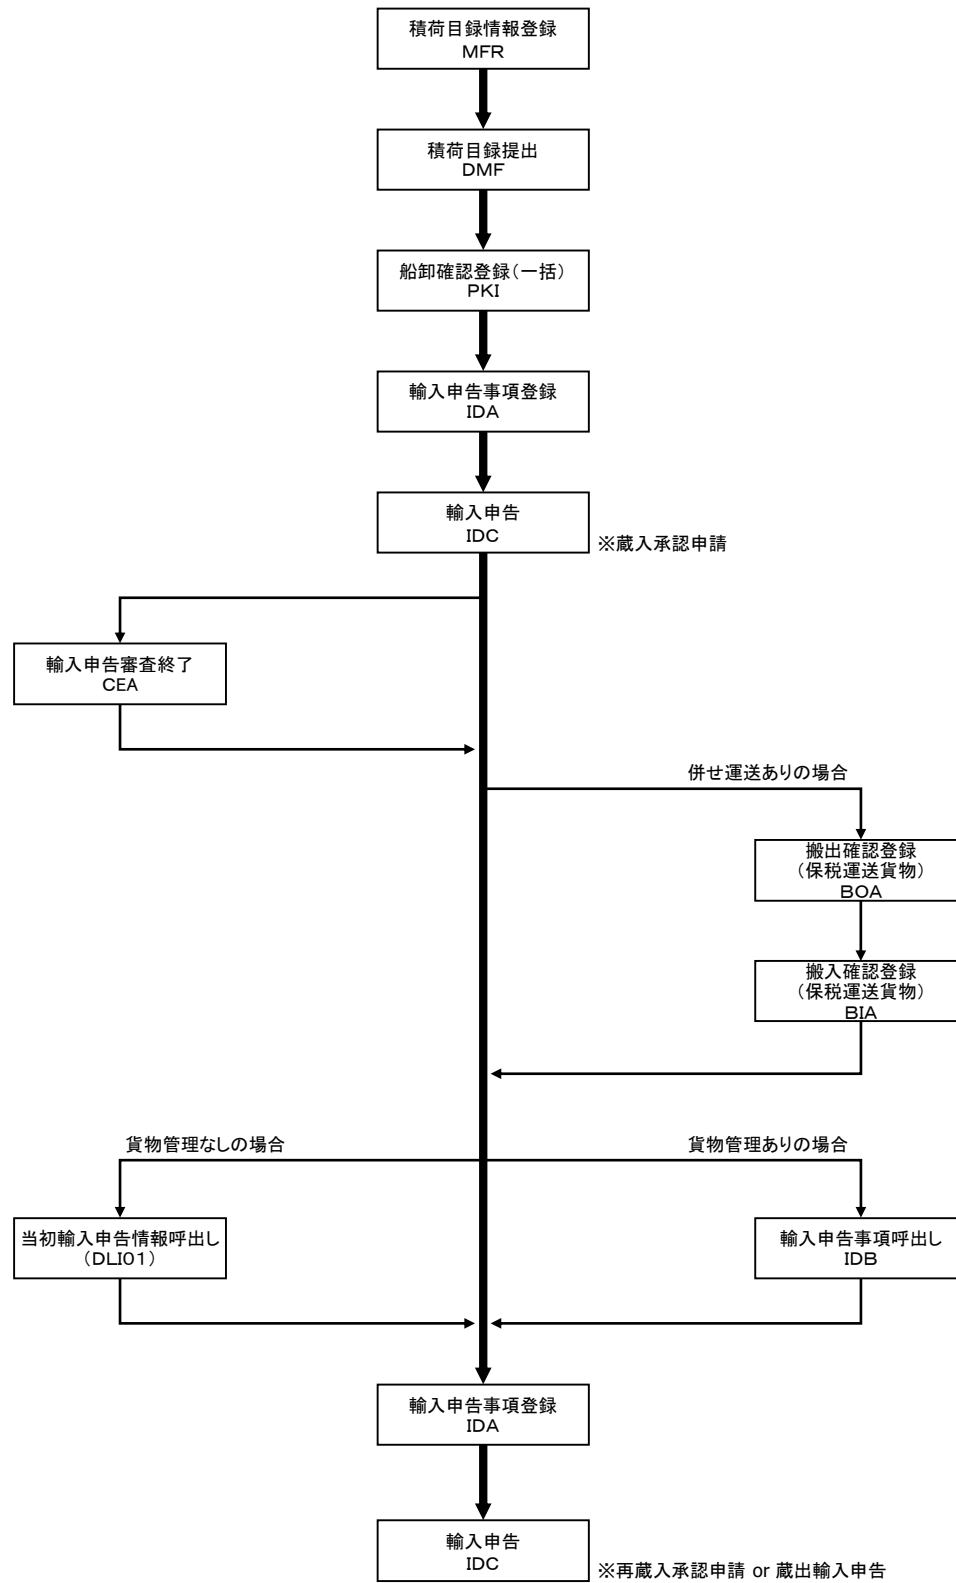 積荷目録情報登録
MFR
積荷目録提出
DMF
船卸確認登録（一括）
PKI
輸入申告事項登録
IDA
輸入申告
IDC
※蔵入承認申請
輸入申告審査終了
CEA
併せ運送ありの場合
搬出確認登録
（保税運送貨物）
BOA
搬入確認登録
（保税運送貨物）
BIA
貨物管理なしの場合
貨物管理ありの場合
当初輸入申告情報呼出し
（DLI01）
輸入申告事項呼出し
IDB
輸入申告事項登録
IDA
輸入申告
IDC
※再蔵入承認申請 or 蔵出輸入申告